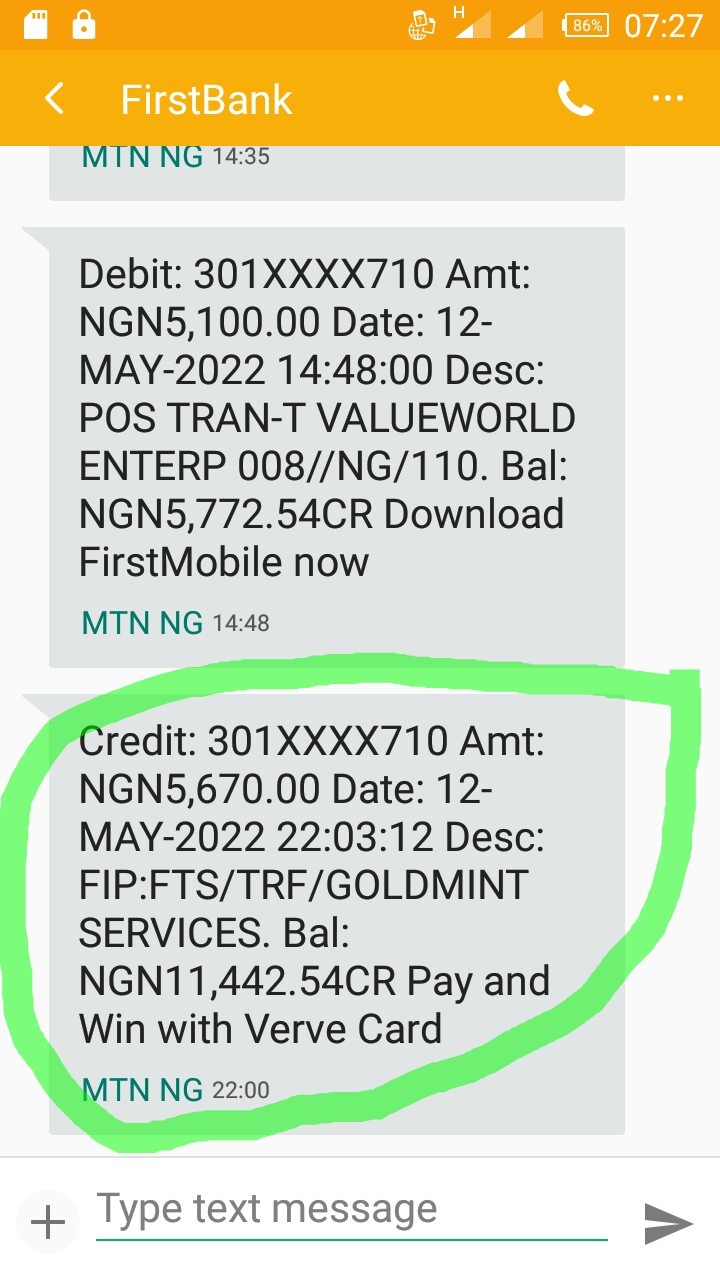 H 86% 07:27
FirstBank
MTN NG 14:35
Debit: 301XXXX710 Amt:
NGN5,100.00 Date: 12-
MAY-2022 14:48:00 Desc:
POS TRAN-T VALUEWORLD
ENTERP 008//NG/110. Bal:
NGN5,772.54CR Download
FirstMobile now
MTN NG 14:48
Credit: 301XXXX710 Amt:
NGN5,670.00 Date: 12-
MAY-2022 22:03:12 Desc:
FIP:FTS/TRF/GOLDMINT
SERVICES. Bal:
NGN11,442.54CR Pay and
Win with Verve Card
MTN NG 22:00
Type text message